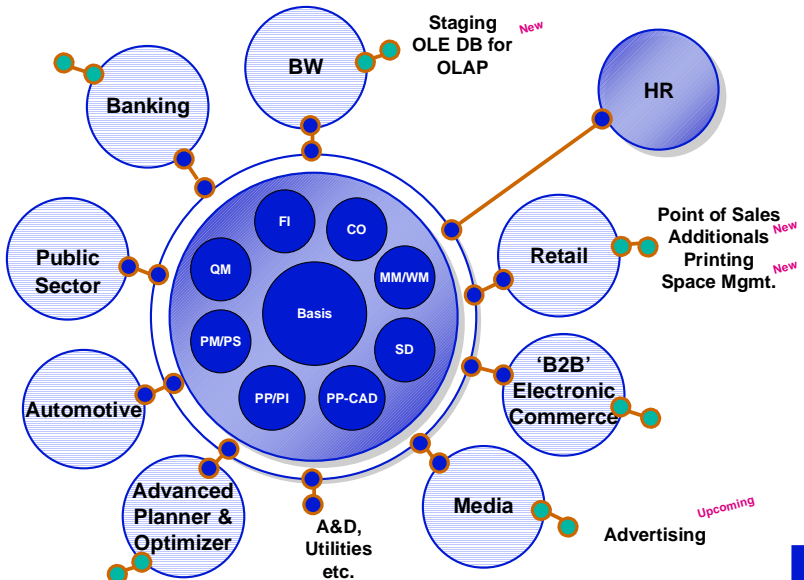 Staging
New
OLE DB for
OLAP
BW
HR
Banking
FI
CO
Point of Sales
New
Additionals
Printing
New
Space Mgmt.
Public
Sector
QM
MM/WM
Retail
Basis
PM/PS
SD
'B2B'
Electronic
Commerce
Automotive
PP/PI
PP-CAD
Advanced
Planner &
Optimizer
A&D,
Utilities
etc.
Media
Upcoming
Advertising